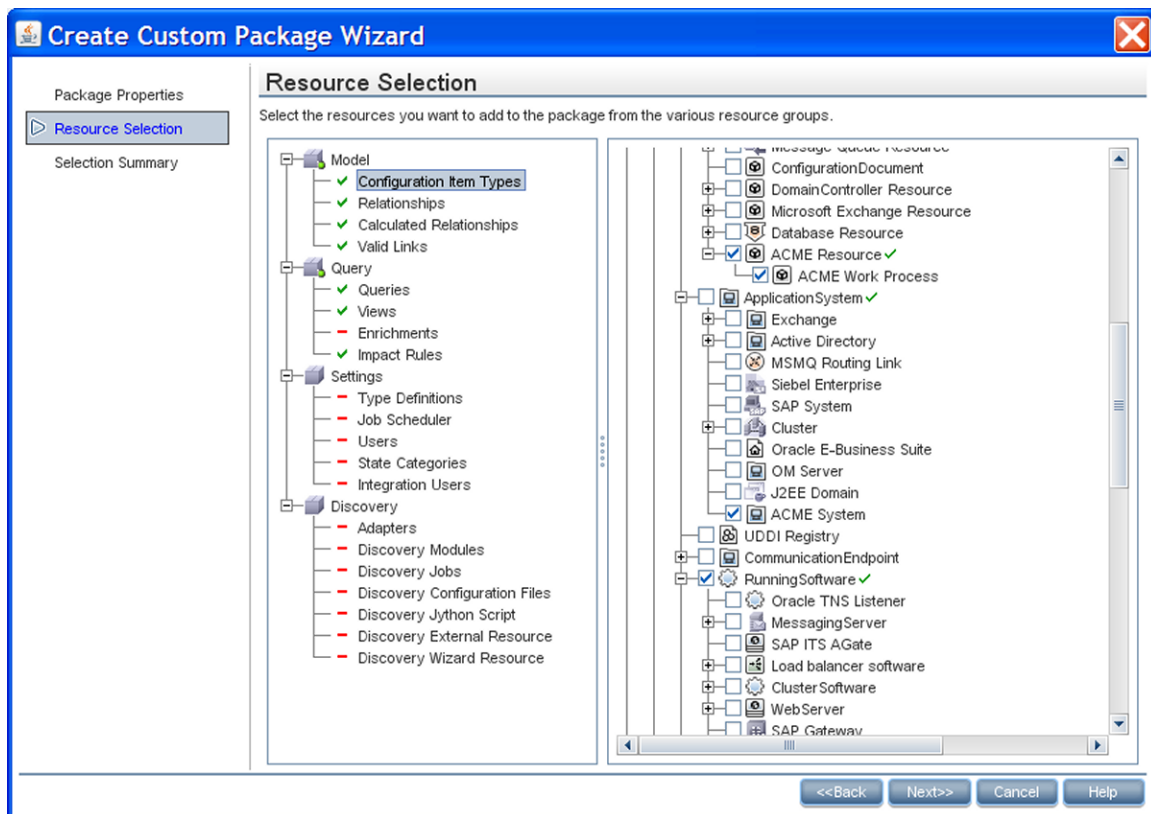 Create Custom Package Wizard
Package Properties
Resource Selection
Selection Summary
Resource Selection
Select the resources you want to add to the package from the various resource groups.
Model
Configuration Item Types
Relationships
Calculated Relationships
Valid Links
Query
Queries
Views
Enrichments
Impact Rules
Settings
Type Definitions
Job Scheduler
Users
State Categories
Integration Users
Discovery
Adapters
Discovery Modules
Discovery Jobs
Discovery Configuration Files
Discovery Jython Script
Discovery External Resource
Discovery Wizard Resource
Message Queue Resource
ConfigurationDocument
DomainController Resource
Microsoft Exchange Resource
Database Resource
ACME Resource
ACME Work Process
ApplicationSystem
Exchange
Active Directory
MSMQ Routing Link
Siebel Enterprise
SAP System
Cluster
Oracle E-Business Suite
OM Server
J2EE Domain
ACME System
UDDI Registry
CommunicationEndpoint
RunningSoftware
Oracle TNS Listener
MessagingServer
SAP ITS AGate
Load balancer software
ClusterSoftware
WebServer
SAP Gateway
<<Back Next>> Cancel Help